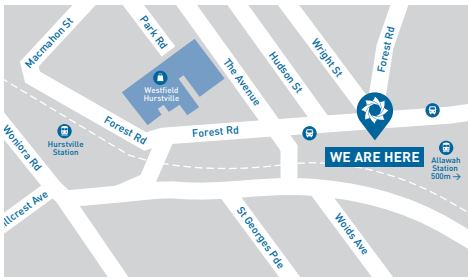 Macmahon St
Park Rd
The Avenue
Hudson St
Wright St
Forest Rd
Westfield
Hurstville
Forest Rd
Forest Rd
WE ARE HERE
Hurstville
Station
Allawah
Station
500m →
Woniora Rd
illcrest Ave
St Georges Pde
Woids Ave